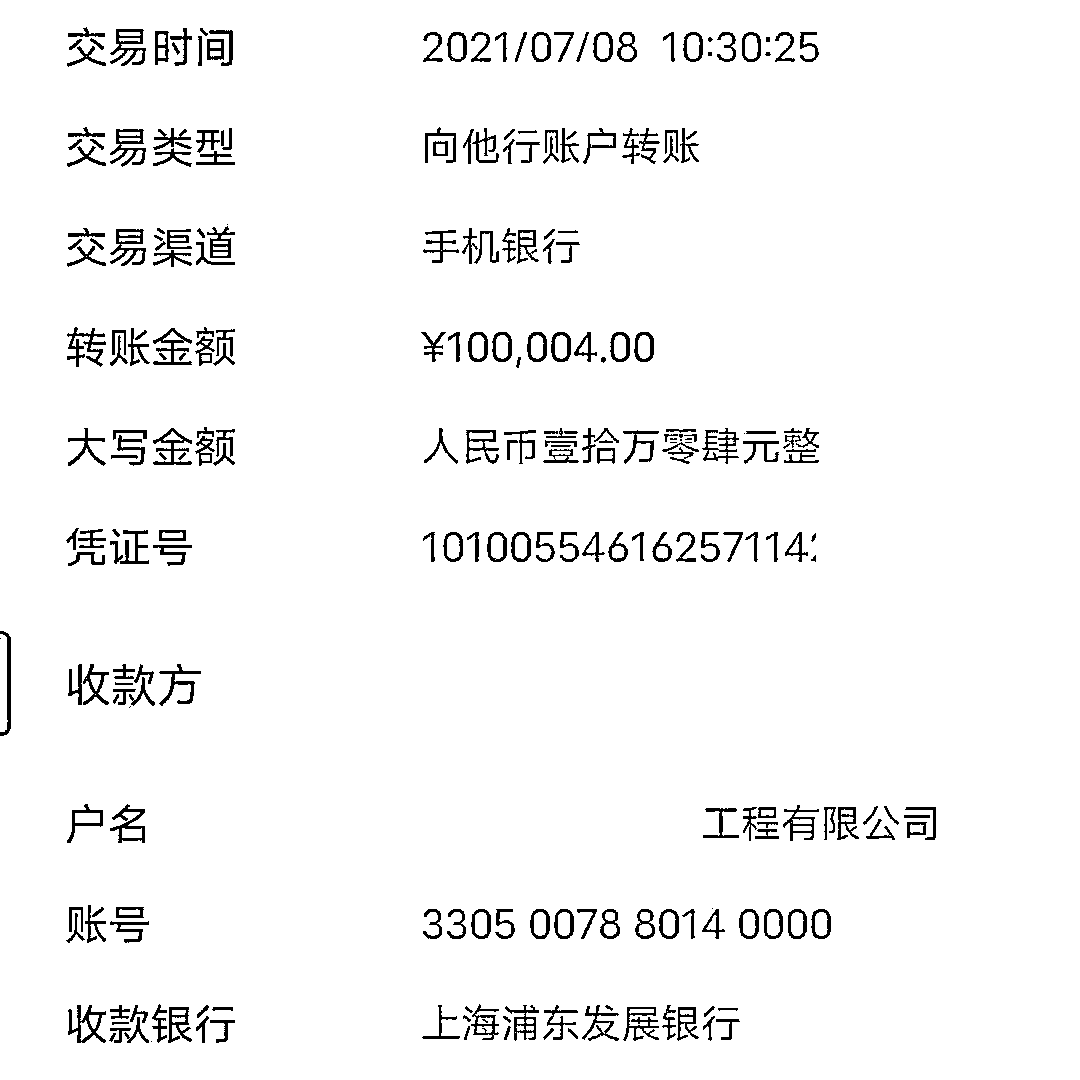 交易时间 2021/07/08 10:30:25
交易类型 向他行账户转账
交易渠道 手机银行
转账金额 ¥100,004.00
大写金额 人民币壹拾万零肆元整
凭证号 101005546162571142
收款方
户名 工程有限公司
账号 3305 0078 8014 0000
收款银行 上海浦东发展银行